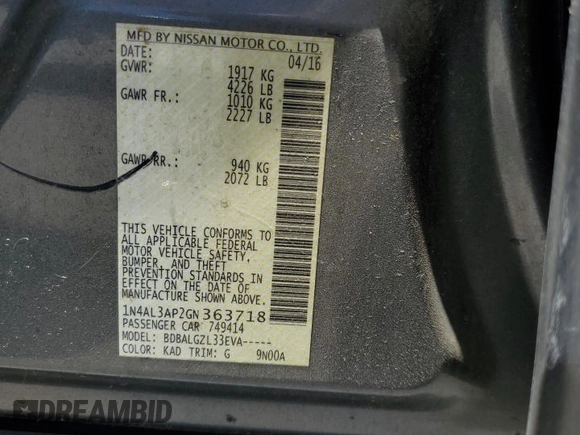 MFD BY NISSAN MOTOR CO., LTD.
DATE: 04/16
GVWR: 1917 KG
4226 LB
GAWR FR.: 1010 KG
2227 LB
GAWR RR.: 940 KG
2072 LB
THIS VEHICLE CONFORMS TO
ALL APPLICABLE FEDERAL
MOTOR VEHICLE SAFETY,
BUMPER, AND THEFT
PREVENTION STANDARDS IN
EFFECT ON THE DATE OF
MANUFACTURE SHOWN ABOVE.
1N4AL3AP2GN363718
PASSENGER CAR 749414
MODEL: BDBALGZL33EVA-----
COLOR: KAD TRIM: G 9N00A
DREAMBID